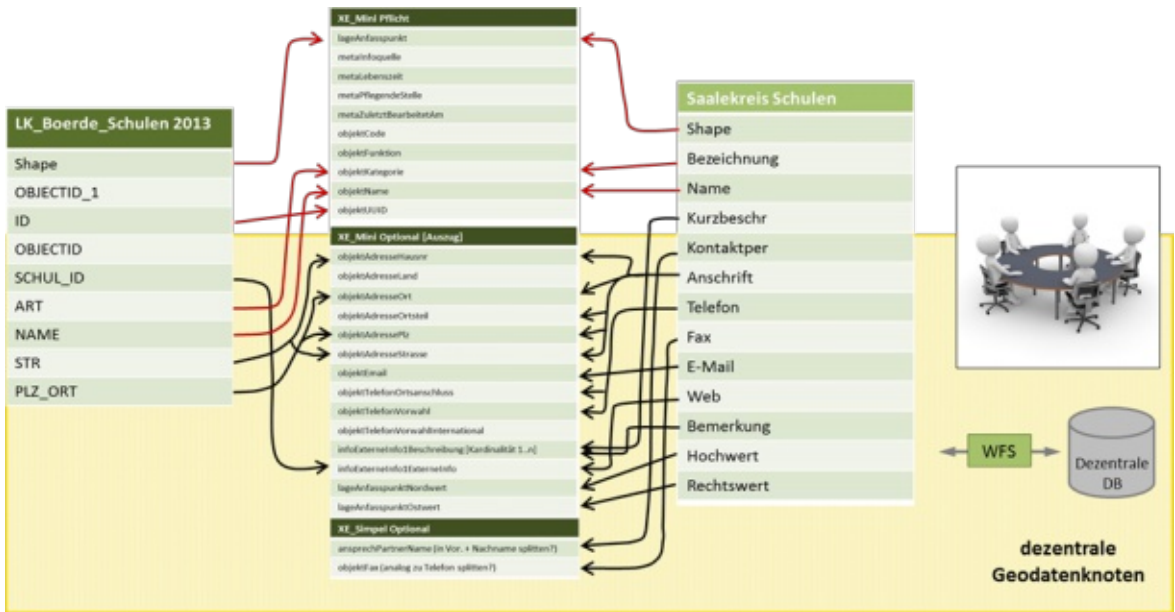 LK_Boerde_Schulen 2013
Shape
OBJECTID_1
ID
OBJECTID
SCHUL_ID
ART
NAME
STR
PLZ_ORT
XE_Mini Pflicht
lageAnfasspunkt
metaInfoquelle
metaLebenszeit
metaPflegendeStelle
metaZuletztBearbeitetAm
objektCode
objektFunktion
objektKategorie
objektName
objektUUID
XE_Mini Optional [Auszug]
objektAdresseHausnr
objektAdresseLand
objektAdresseOrt
objektAdresseOrtsteil
objektAdressePlz
objektAdresseStrasse
objektEmail
objektTelefonOrtsanschluss
objektTelefonVorwahl
objektTelefonVorwahlInternational
infoExterneInfo1Beschreibung [Kardinalität 1..n]
infoExterneInfo1ExterneInfo
lageAnfasspunktNordwert
lageAnfasspunktOstwert
XE_Simpel Optional
ansprechPartnerName (in Vor. + Nachname splitten?)
objektFax (analog zu Telefon splitten?)
Saalekreis Schulen
Shape
Bezeichnung
Name
Kurzbeschr
Kontaktper
Anschrift
Telefon
Fax
E-Mail
Web
Bemerkung
Hochwert
Rechtswert
WFS
Dezentrale
DB
dezentrale
Geodatenknoten